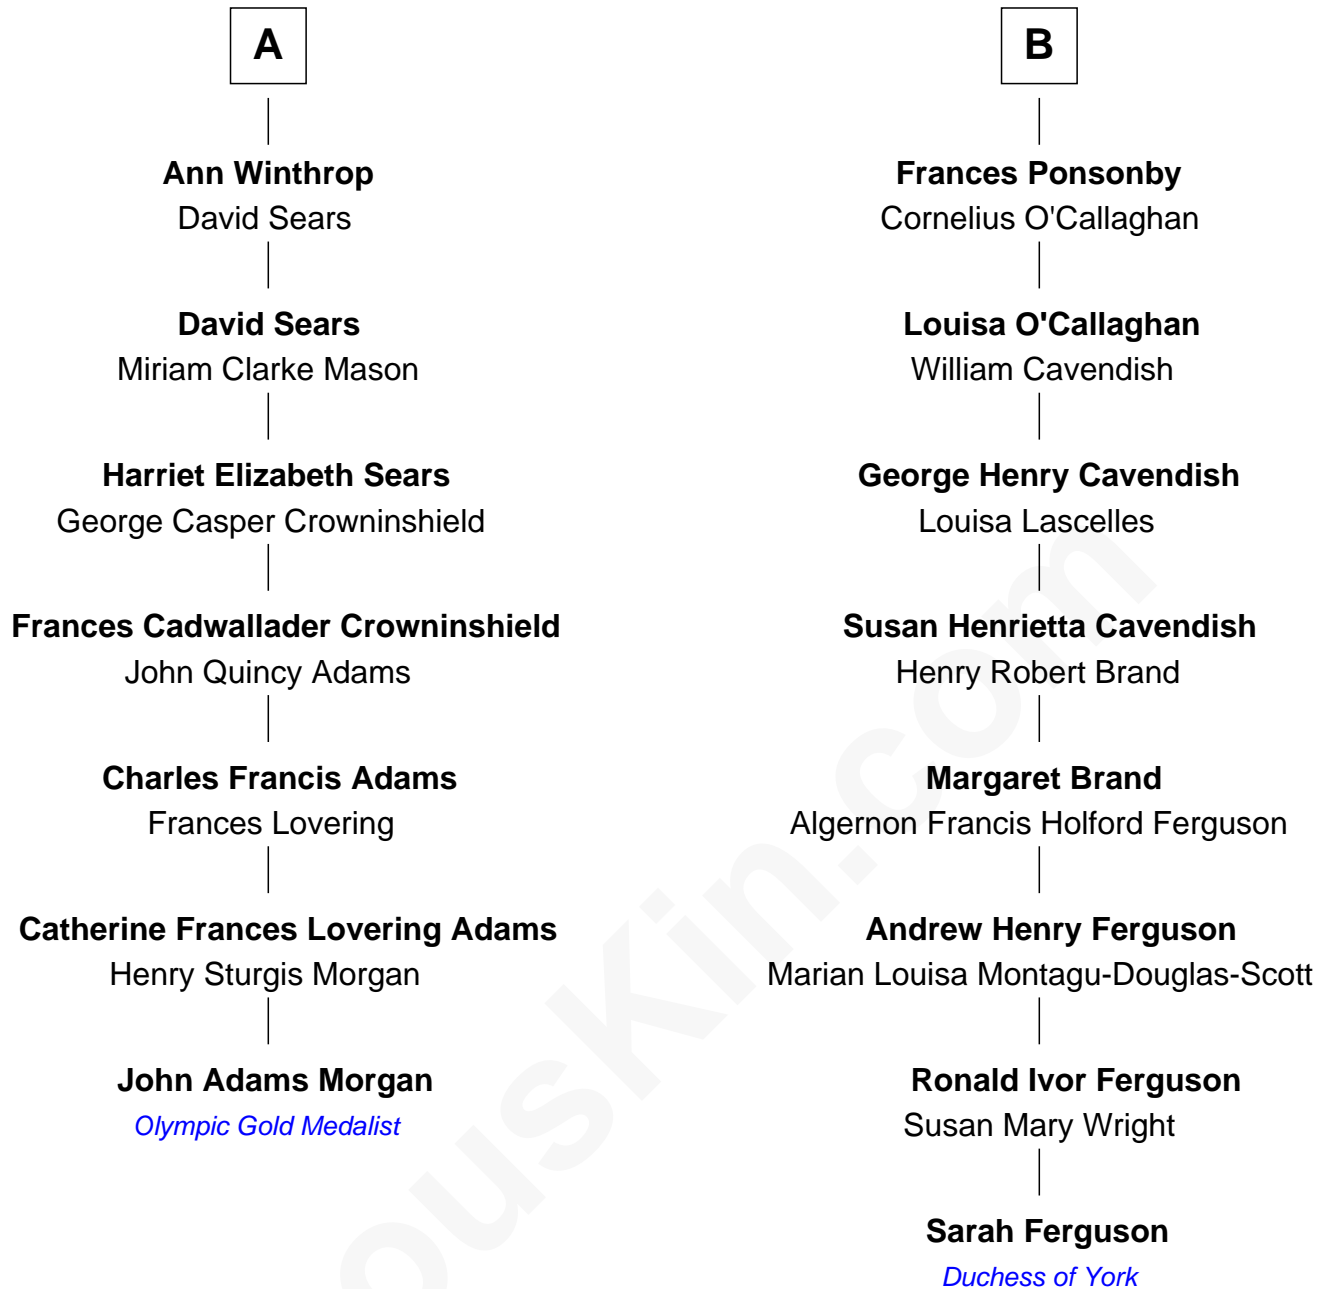 A
Ann Winthrop
David Sears
David Sears
Miriam Clarke Mason
Harriet Elizabeth Sears
George Casper Crowninshield
Frances Cadwallader Crowninshield
John Quincy Adams
Charles Francis Adams
Frances Lovering
Catherine Frances Lovering Adams
Henry Sturgis Morgan
John Adams Morgan
Olympic Gold Medalist
B
Frances Ponsonby
Cornelius O'Callaghan
Louisa O'Callaghan
William Cavendish
George Henry Cavendish
Louisa Lascelles
Susan Henrietta Cavendish
Henry Robert Brand
Margaret Brand
Algernon Francis Holford Ferguson
Andrew Henry Ferguson
Marian Louisa Montagu-Douglas-Scott
Ronald Ivor Ferguson
Susan Mary Wright
Sarah Ferguson
Duchess of York
ouskin.com